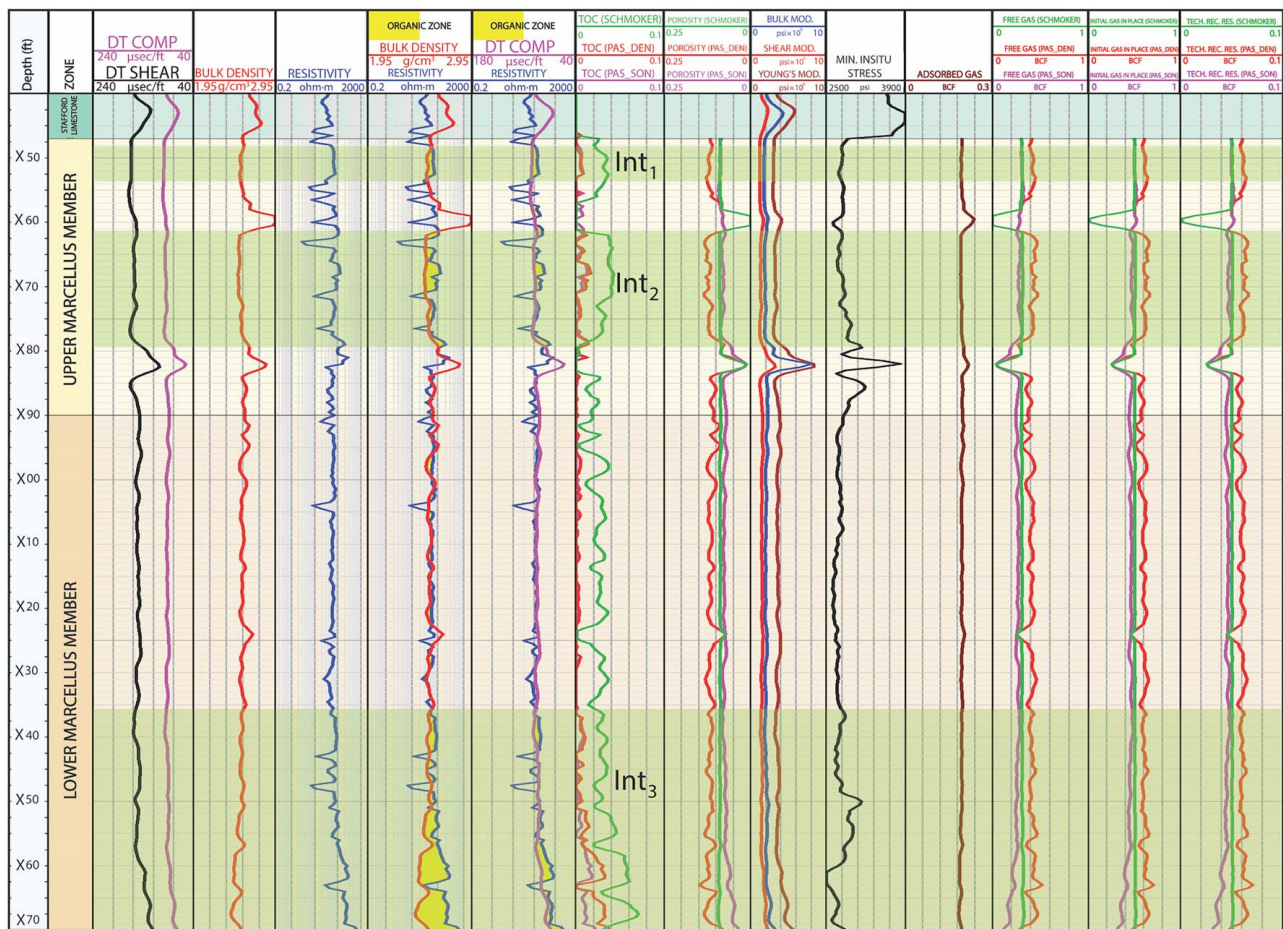 Depth (ft)
ZONE
DT COMP
240 µsec/ft 40
DT SHEAR
240 µsec/ft 40
BULK DENSITY
1.95 g/cm³ 2.95
RESISTIVITY
0.2 ohm-m 2000
ORGANIC ZONE
BULK DENSITY
1.95 g/cm³ 2.95
RESISTIVITY
0.2 ohm-m 2000
ORGANIC ZONE
DT COMP
180 µsec/ft 40
RESISTIVITY
0.2 ohm-m 2000
TOC (SCHMOKER)
0 0.1
TOC (PAS_DEN)
0 0.1
TOC (PAS_SON)
0 0.1
POROSITY (SCHMOKER)
0.25 0
POROSITY (PAS_DEN)
0.25 0
POROSITY (PAS_SON)
0.25 0
BULK MOD.
0 psi×10⁶ 10
SHEAR MOD.
0 psi×10⁶ 10
YOUNG'S MOD.
0 psi×10⁶ 10
MIN. INSITU
STRESS
2500 psi 3900
ADSORBED GAS
0 BCF 0.3
FREE GAS (SCHMOKER)
0 1
FREE GAS (PAS_DEN)
0 BCF 1
FREE GAS (PAS_SON)
0 BCF 1
INITIAL GAS IN PLACE (SCHMOKER)
0 1
INITIAL GAS IN PLACE (PAS_DEN)
0 BCF 1
INITIAL GAS IN PLACE (PAS_SON)
0 BCF 1
TECH. REC. RES. (SCHMOKER)
0 0.1
TECH. REC. RES. (PAS_DEN)
0 BCF 0.1
TECH. REC. RES. (PAS_SON)
0 BCF 0.1
STAFFORD
LIMESTONE
UPPER MARCELLUS MEMBER
LOWER MARCELLUS MEMBER
X50
X60
X70
X80
X90
X00
X10
X20
X30
X40
X50
X60
X70
Int₁
Int₂
Int₃